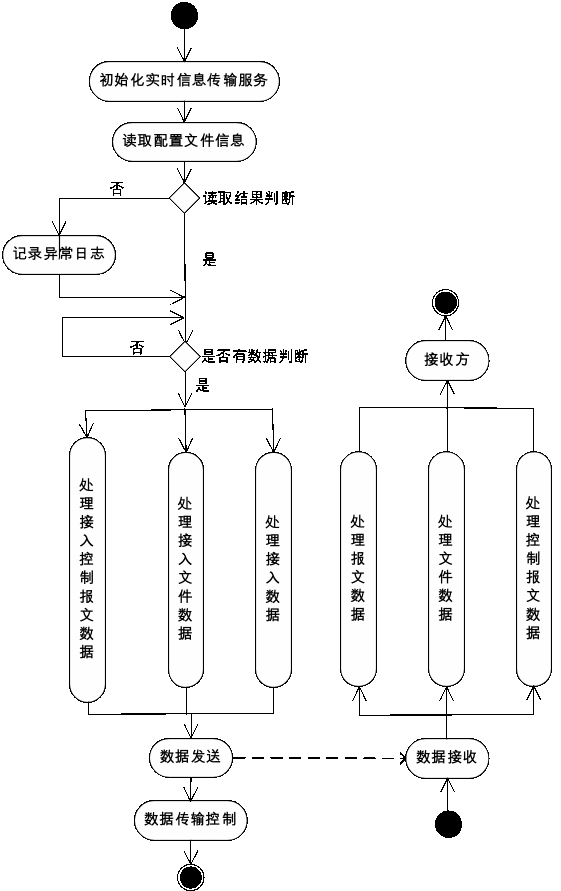 初始化实时信息传输服务
读取配置文件信息
否
读取结果判断
记录异常日志
是
否
是否有数据判断
是
接收方
处理接入控制报文数据
处理接入文件数据
处理接入数据
处理报文数据
处理文件数据
处理控制报文数据
数据发送
数据接收
数据传输控制